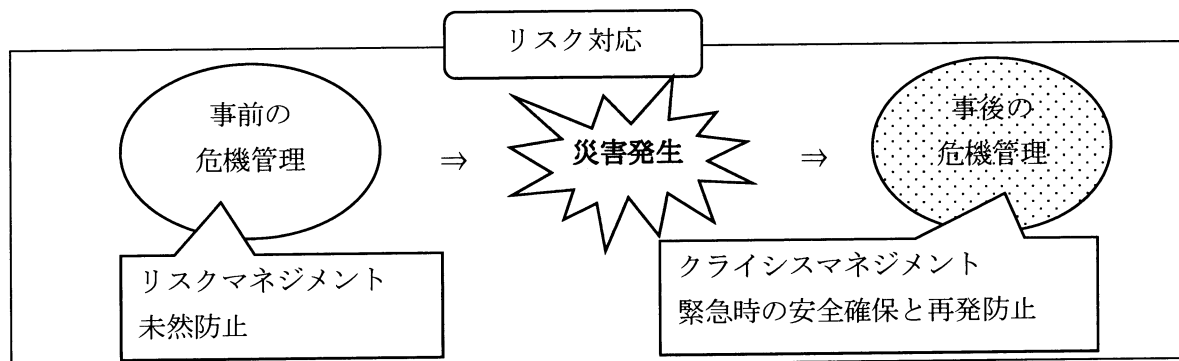 リスク対応
事前の
危機管理
⇒
災害発生
⇒
事後の
危機管理
リスクマネジメント
未然防止
クライシスマネジメント
緊急時の安全確保と再発防止